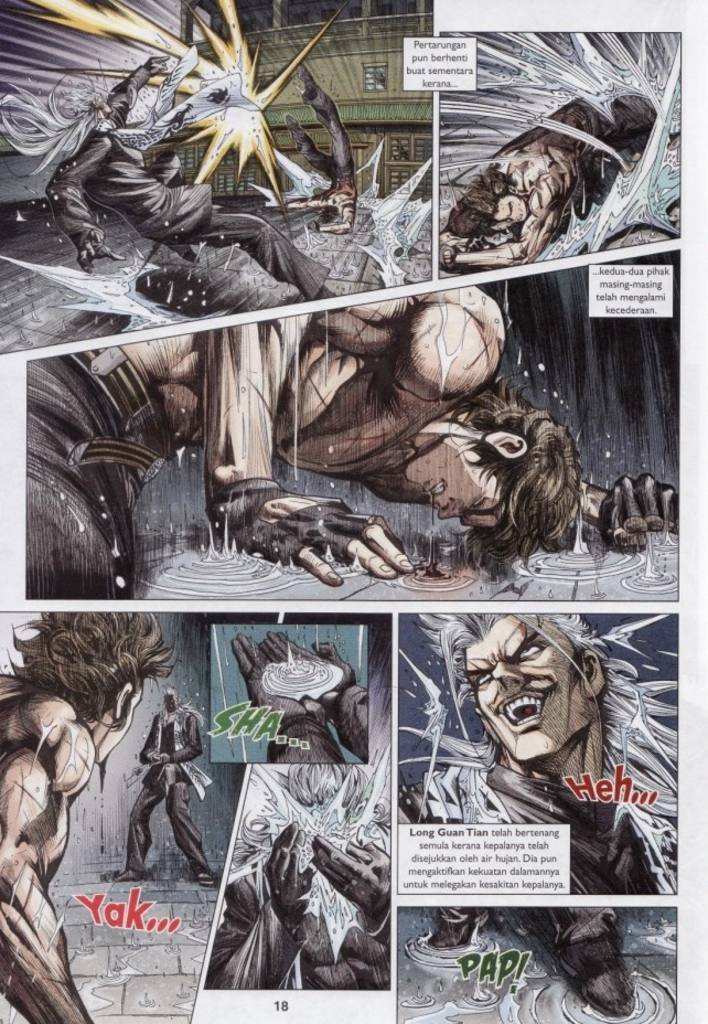 Pertarungan
pun berhenti
buat sementara
kerana...
...kedua-dua pihak
masing-masing
telah mengalami
kecederaan.
SHA...
Yak...
Heh...
Long Guan Tian telah bertenang
semula kerana kepalanya telah
disejukkan oleh air hujan. Dia pun
mengaktifkan kekuatan dalamannya
untuk melegakan kesakitan kepalanya.
PAP!
18